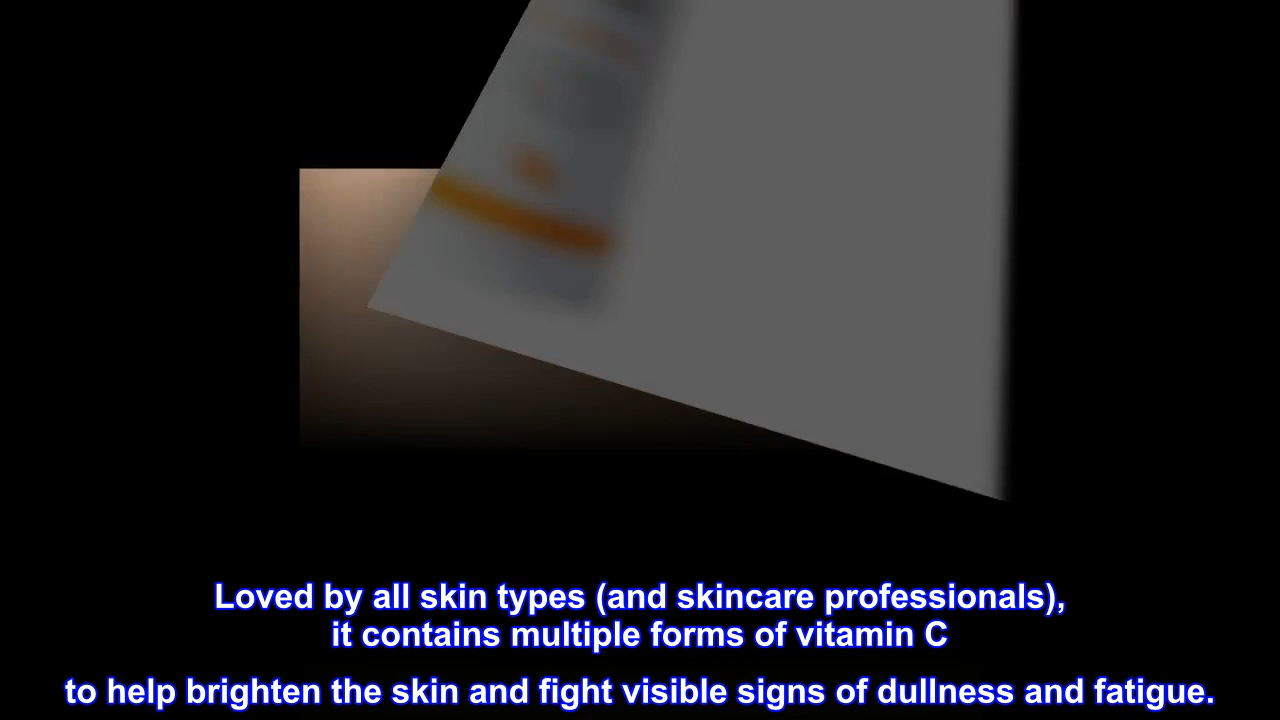 Loved by all skin types (and skincare professionals),
it contains multiple forms of vitamin C
to help brighten the skin and fight visible signs of dullness and fatigue.